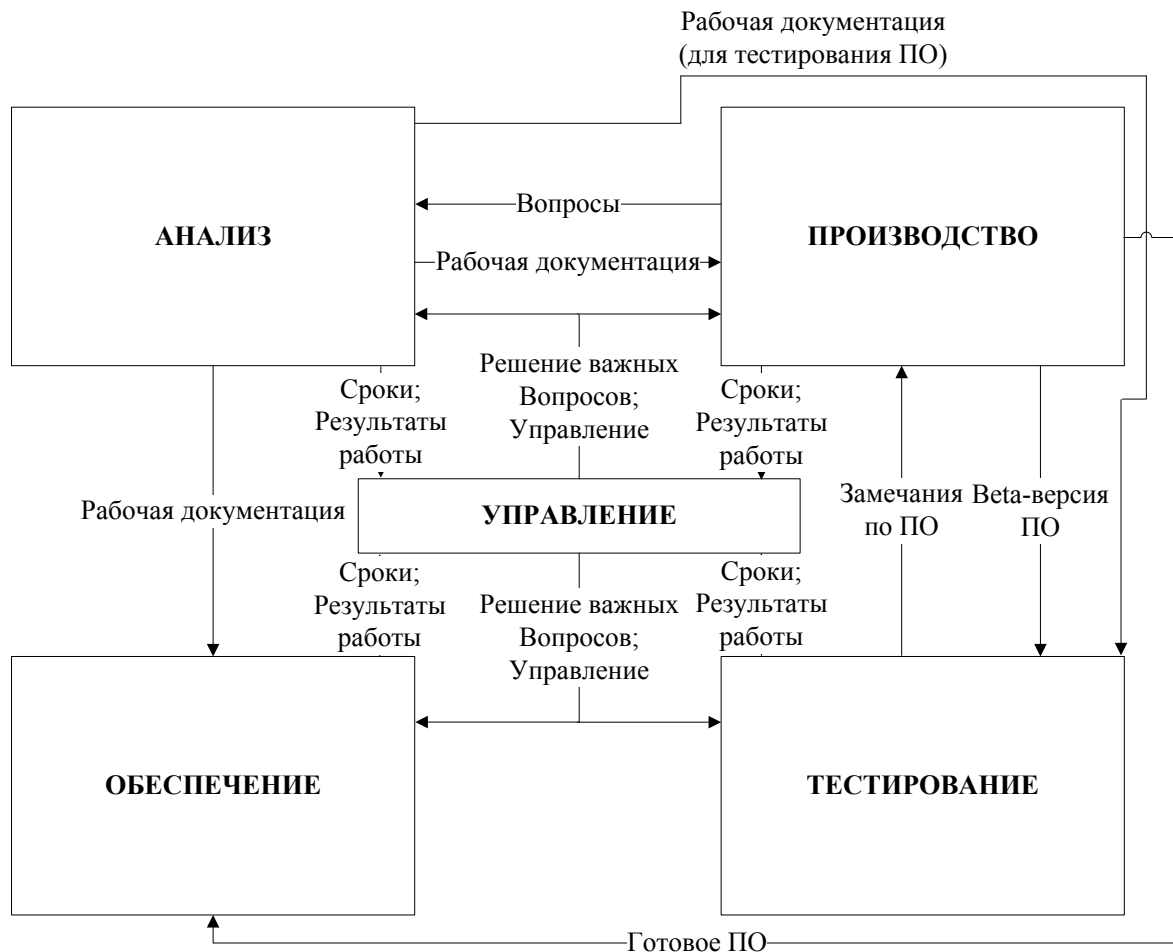 Рабочая документация
(для тестирования ПО)
Вопросы
АНАЛИЗ
ПРОИЗВОДСТВО
Рабочая документация
Сроки;
Результаты
работы
Решение важных
Вопросов;
Управление
Сроки;
Результаты
работы
Рабочая документация
УПРАВЛЕНИЕ
Замечания
по ПО
Beta-версия
ПО
Сроки;
Результаты
работы
Решение важных
Вопросов;
Управление
Сроки;
Результаты
работы
ОБЕСПЕЧЕНИЕ
ТЕСТИРОВАНИЕ
Готовое ПО